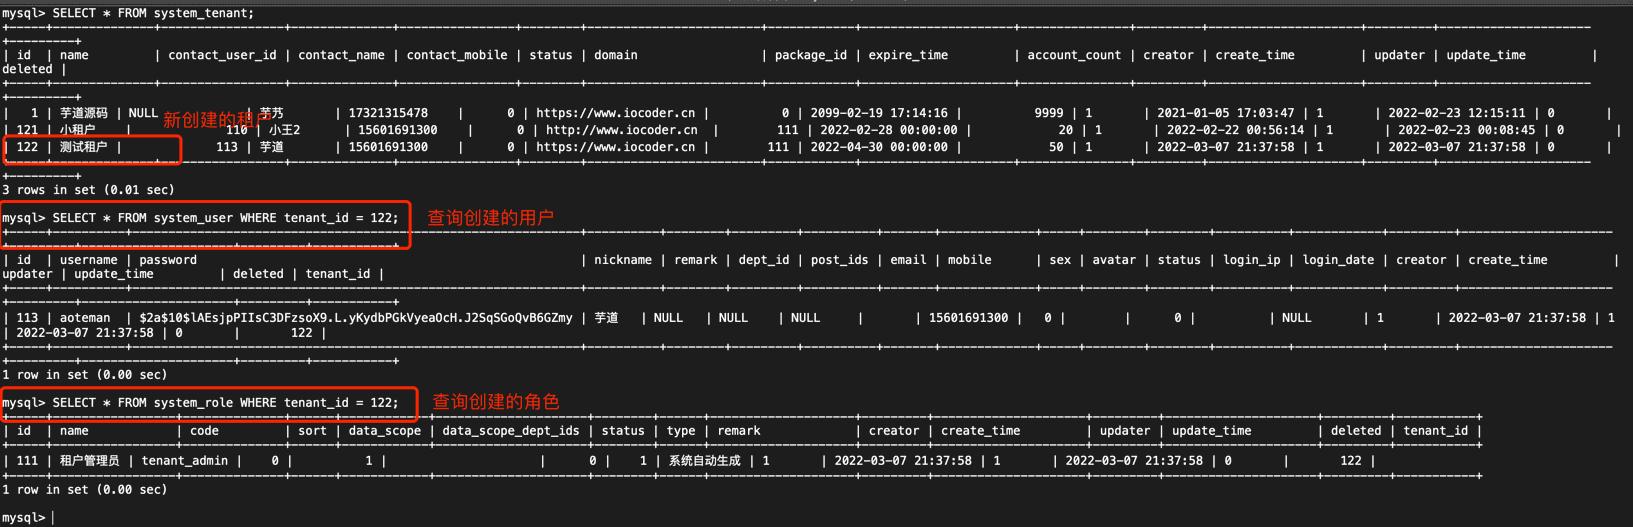 mysql> SELECT * FROM system_tenant;
| id | name | contact_user_id | contact_name | contact_mobile | status | domain | package_id | expire_time | account_count | creator | create_time | updater | update_time |
deleted |
| 1 | 芋道源码 | NULL | 芋艿 | 17321315478 | 0 | https://www.iocoder.cn | 0 | 2099-02-19 17:14:16 | 9999 | 1 | 2021-01-05 17:03:47 | 1 | 2022-02-23 12:15:11 | 0 |
新创建的租户
| 121 | 小租户 | 110 | 小王2 | 15601691300 | 0 | http://www.iocoder.cn | 111 | 2022-02-28 00:00:00 | 20 | 1 | 2022-02-22 00:56:14 | 1 | 2022-02-23 00:08:45 | 0 |
| 122 | 测试租户 | 113 | 芋道 | 15601691300 | 0 | https://www.iocoder.cn | 111 | 2022-04-30 00:00:00 | 50 | 1 | 2022-03-07 21:37:58 | 1 | 2022-03-07 21:37:58 | 0 |
3 rows in set (0.01 sec)
mysql> SELECT * FROM system_user WHERE tenant_id = 122;
查询创建的用户
| id | username | password | nickname | remark | dept_id | post_ids | email | mobile | sex | avatar | status | login_ip | login_date | creator | create_time |
updater | update_time | deleted | tenant_id |
| 113 | aoteman | $2a$10$lAEsjpPIIsC3DFzsoX9.L.yKydbPGkVyeaOcH.J2SqSGoQvB6GZmy | 芋道 | NULL | NULL | NULL | | 15601691300 | 0 | | 0 | | NULL | 1 | 2022-03-07 21:37:58 | 1
| 2022-03-07 21:37:58 | 0 | 122 |
1 row in set (0.00 sec)
mysql> SELECT * FROM system_role WHERE tenant_id = 122;
查询创建的角色
| id | name | code | sort | data_scope | data_scope_dept_ids | status | type | remark | creator | create_time | updater | update_time | deleted | tenant_id |
| 111 | 租户管理员 | tenant_admin | 0 | 1 | | 0 | 1 | 系统自动生成 | 1 | 2022-03-07 21:37:58 | 1 | 2022-03-07 21:37:58 | 0 | 122 |
1 row in set (0.00 sec)
mysql>